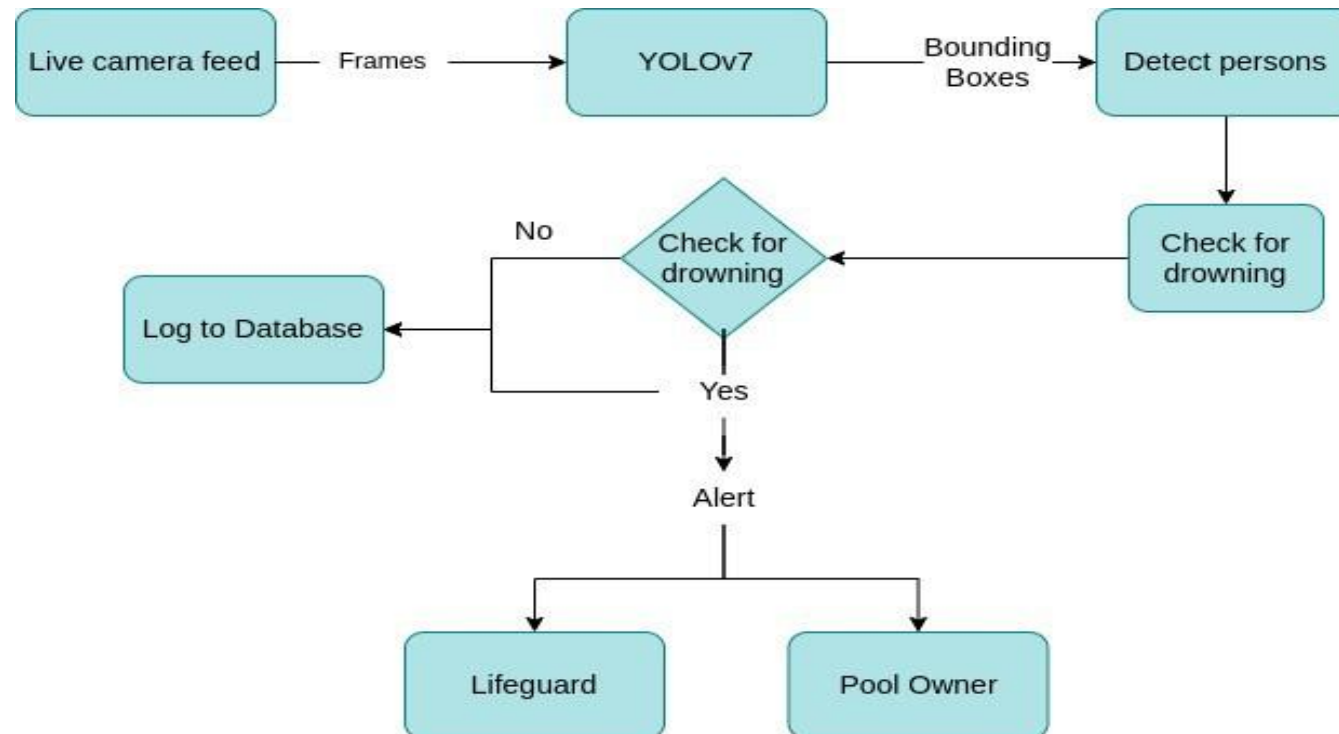 Live camera feed
Frames
YOLOv7
Bounding
Boxes
Detect persons
Check for
drowning
Check for
drowning
No
Log to Database
Yes
Alert
Lifeguard
Pool Owner